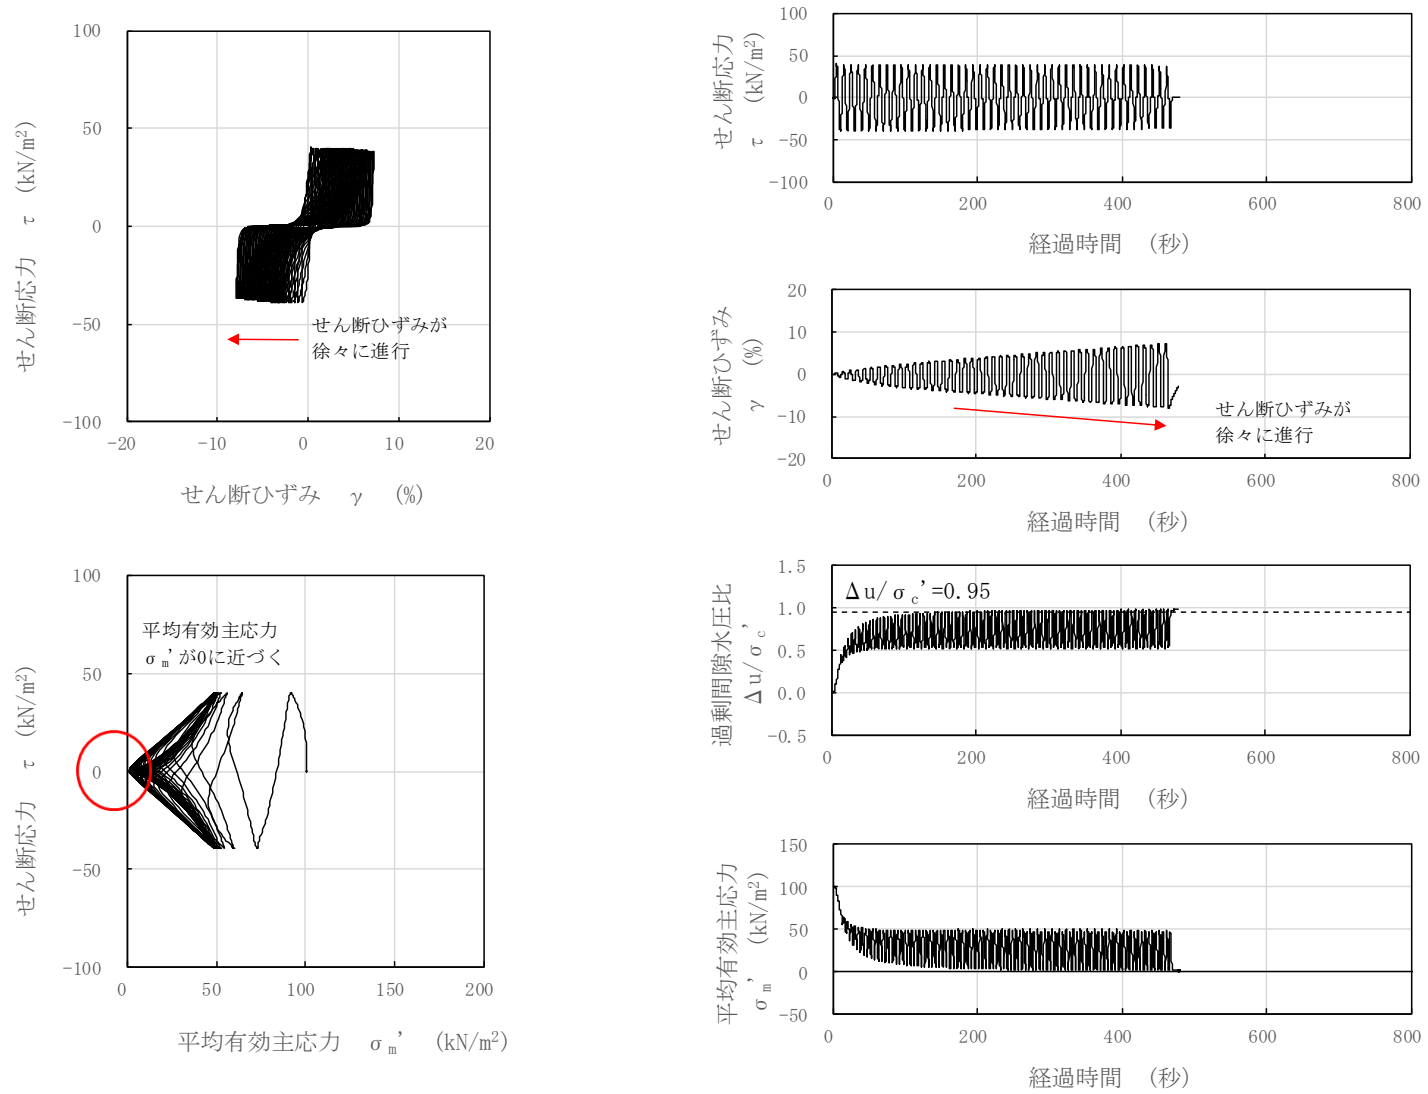 100
50
0
-50
-100
-20
-10
0
10
20
せん断応力 τ (kN/m²)
せん断ひずみ γ (%)
せん断ひずみが
徐々に進行
100
50
0
-50
-100
0
200
400
600
800
せん断応力
τ (kN/m²)
経過時間 (秒)
20
10
0
-10
-20
0
200
400
600
800
せん断ひずみ
γ (%)
経過時間 (秒)
せん断ひずみが
徐々に進行
100
50
0
-50
-100
0
50
100
150
200
せん断応力 τ (kN/m²)
平均有効主応力 σm' (kN/m²)
平均有効主応力
σm'が0に近づく
1.5
1.0
0.5
0.0
-0.5
0
200
400
600
800
過剰間隙水圧比
Δu/σc'
Δu/σc'=0.95
経過時間 (秒)
150
100
50
0
-50
0
200
400
600
800
平均有効主応力
σm' (kN/m²)
経過時間 (秒)